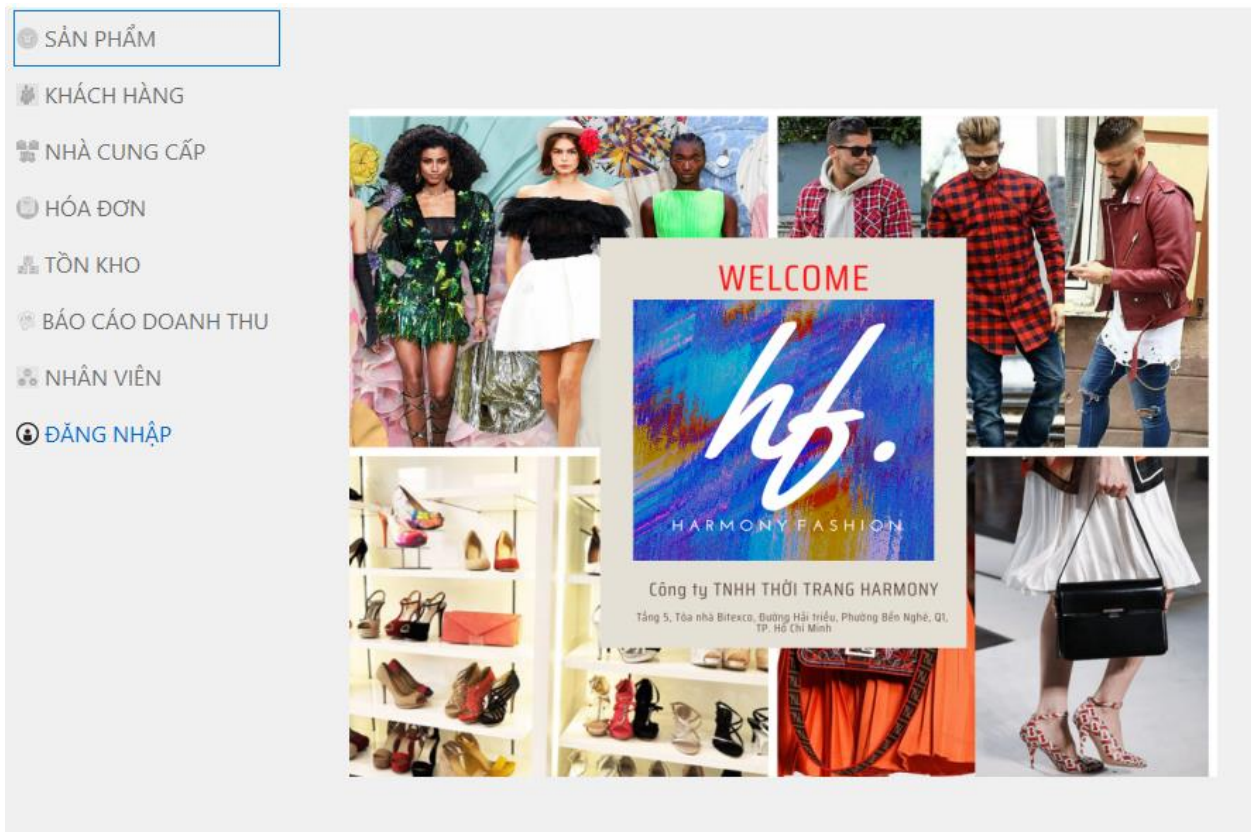 SẢN PHẨM
KHÁCH HÀNG
NHÀ CUNG CẤP
HÓA ĐƠN
TỒN KHO
BÁO CÁO DOANH THU
NHÂN VIÊN
ĐĂNG NHẬP
WELCOME
hf.
HARMONY FASHION
Công ty TNHH THỜI TRANG HARMONY
Tầng 5, Tòa nhà Bitexco, Đường Hải triều, Phường Bến Nghé, Q1,
TP. Hồ Chí Minh